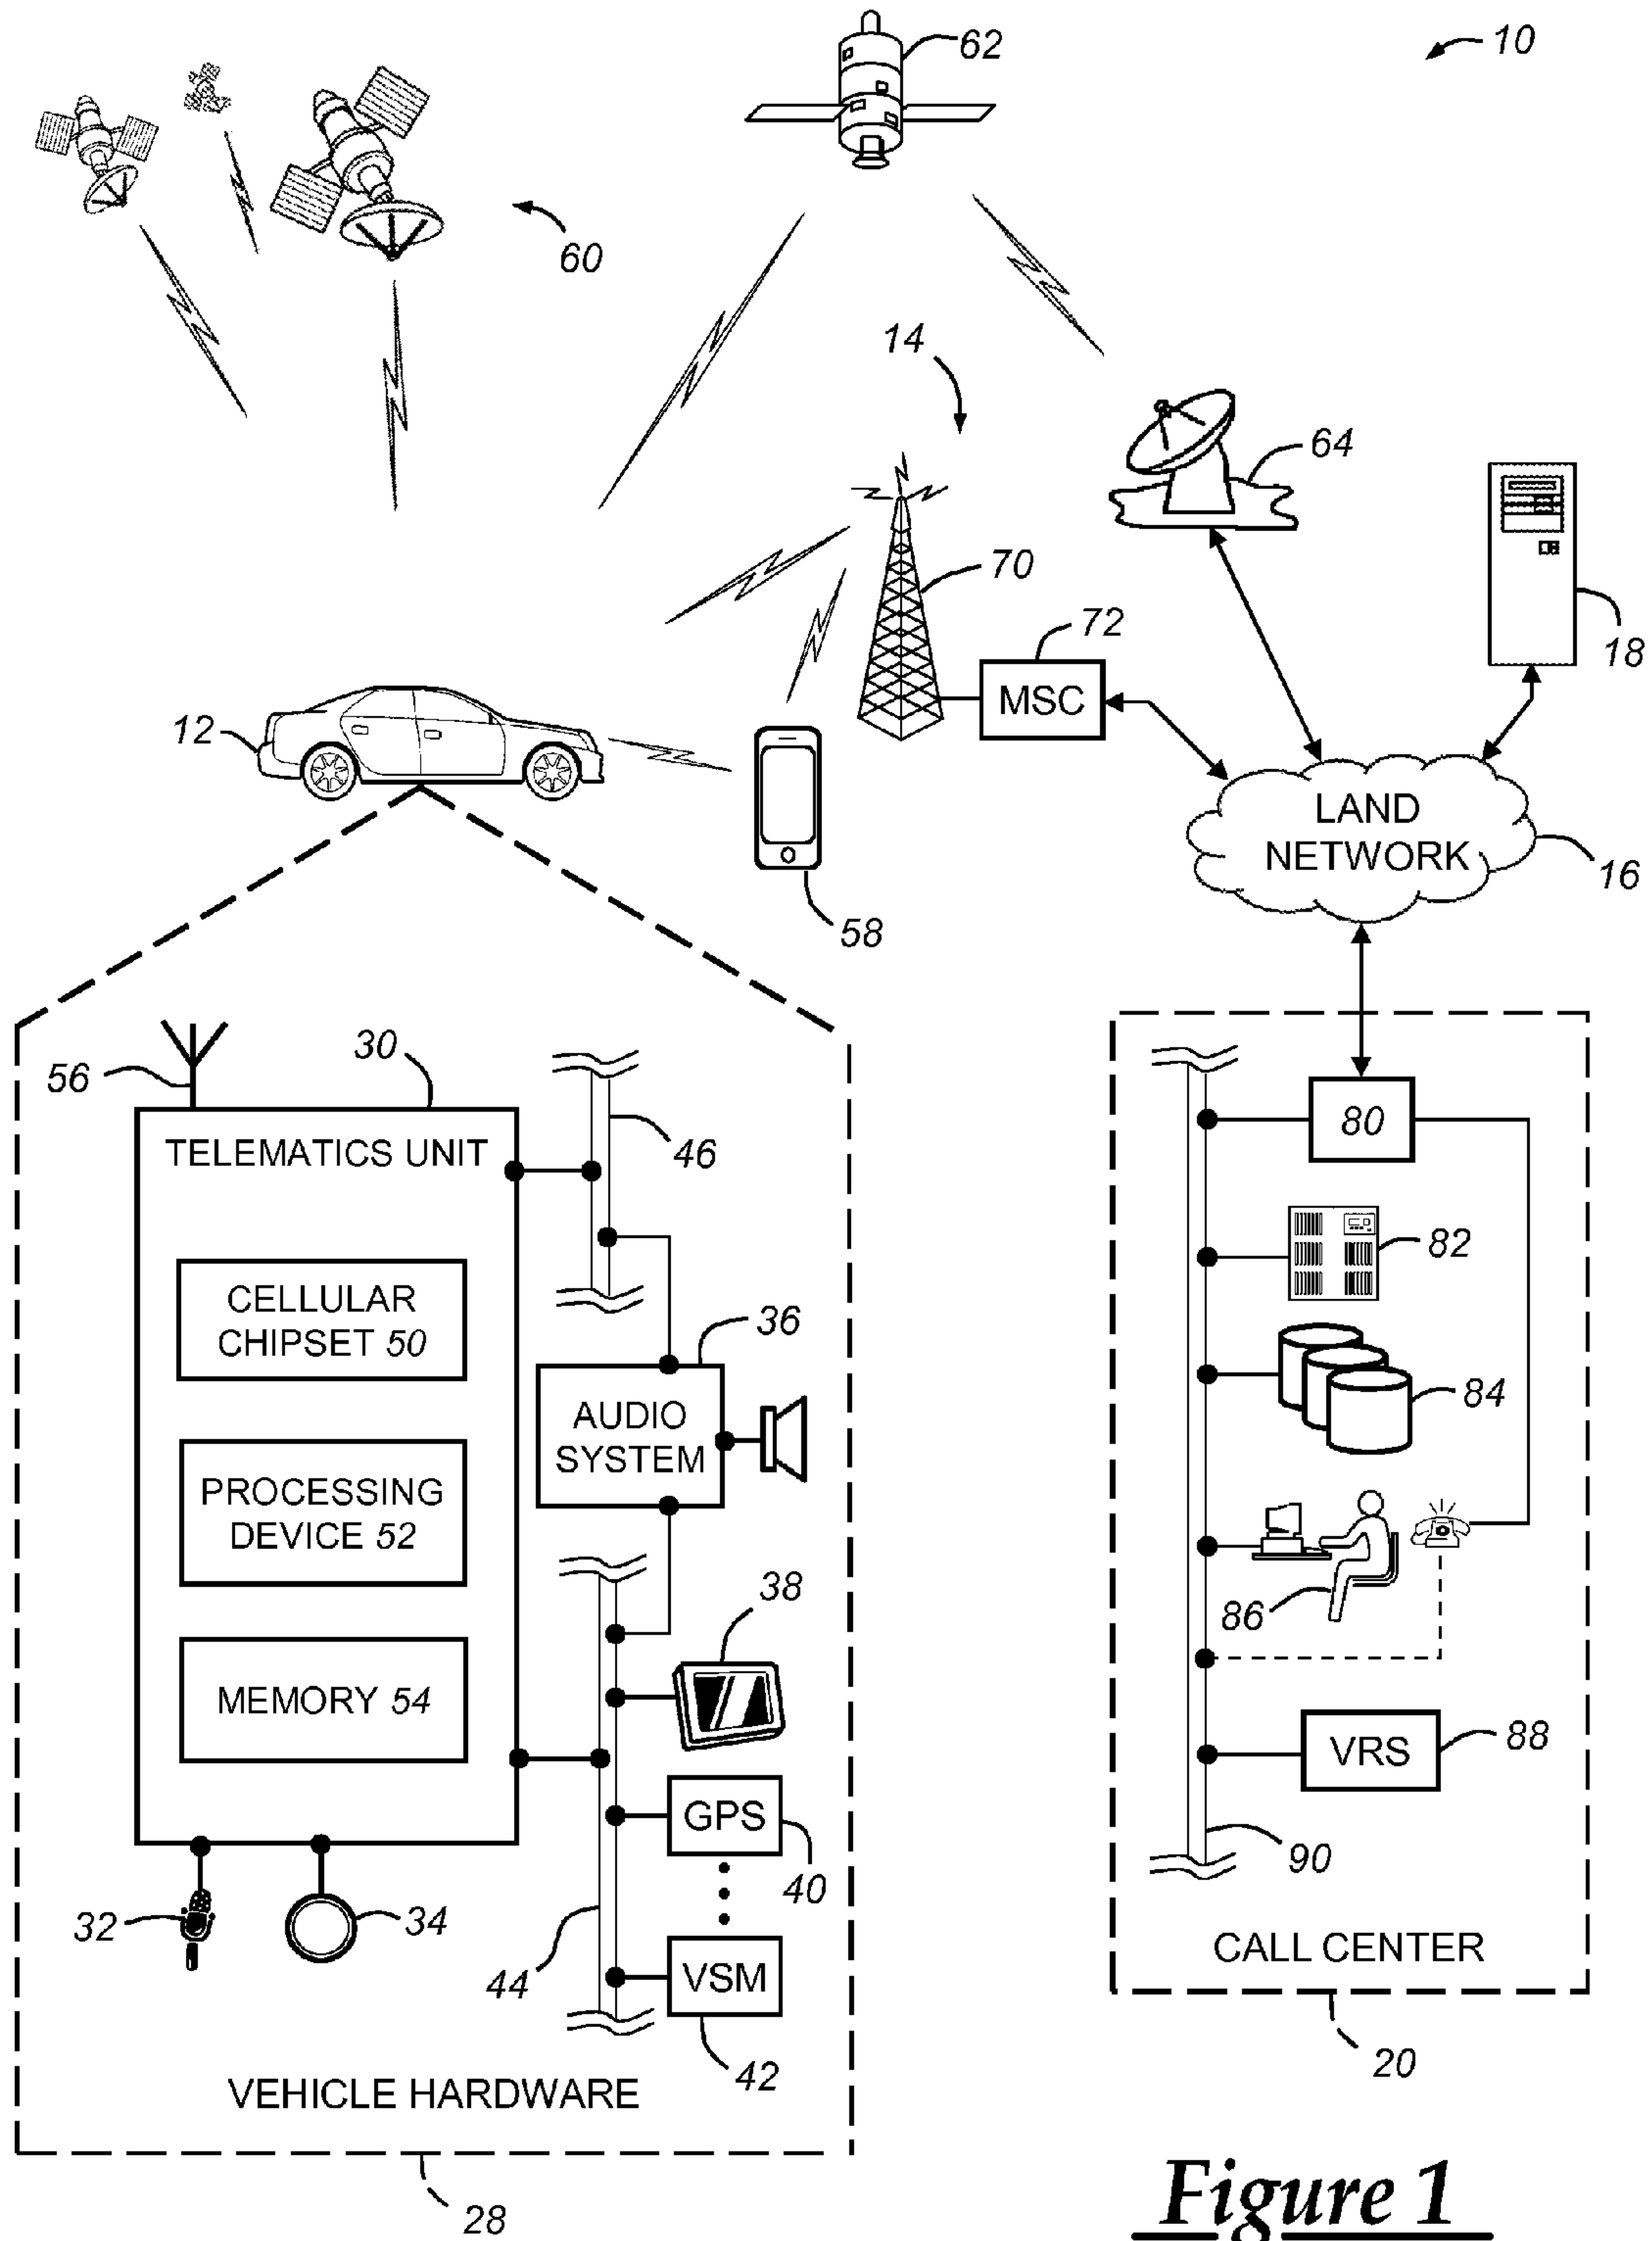 62
10
60
14
64
70
72
18
MSC
12
LAND
NETWORK
16
58
56
30
TELEMATICS UNIT
46
CELLULAR
CHIPSET 50
36
AUDIO
SYSTEM
PROCESSING
DEVICE 52
38
MEMORY 54
GPS
40
32
34
44
VSM
42
VEHICLE HARDWARE
28
80
82
84
86
VRS
88
90
CALL CENTER
20
Figure 1